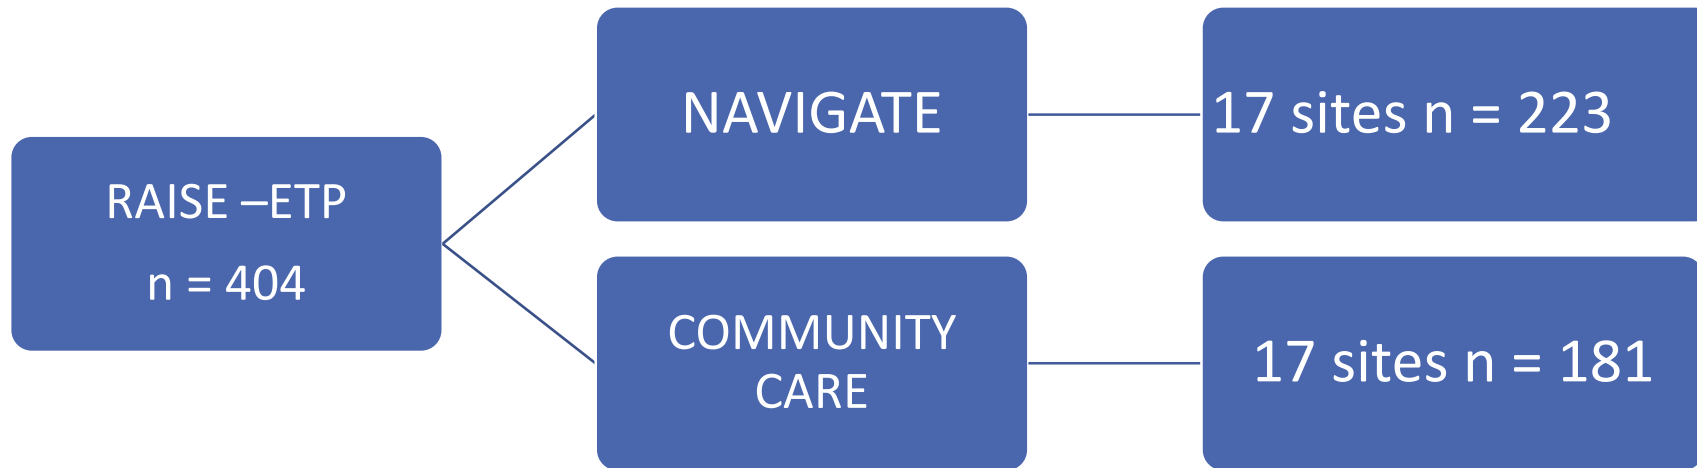 RAISE –ETP
n = 404
NAVIGATE
17 sites n = 223
COMMUNITY
CARE
17 sites n = 181